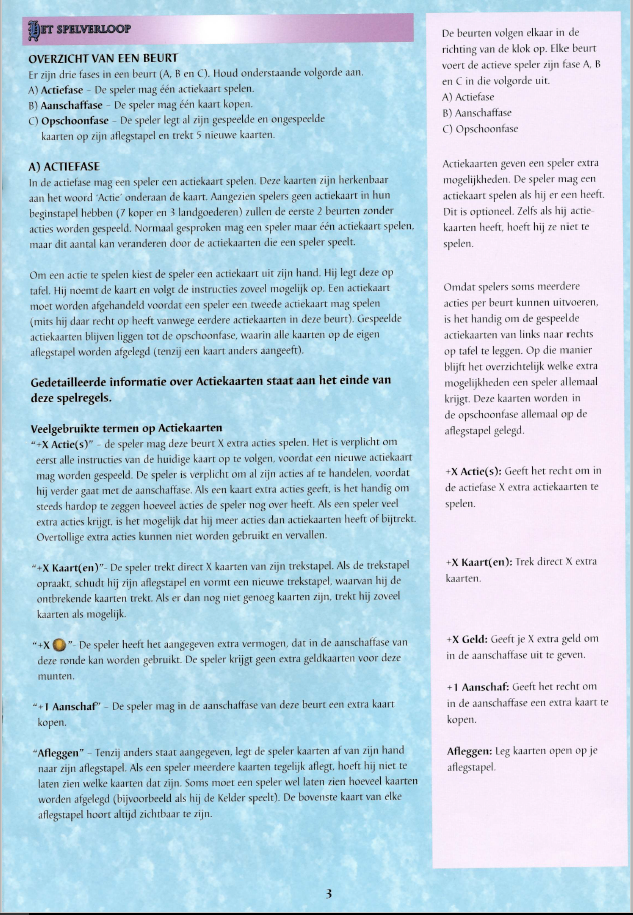 HET SPELVERLOOP
OVERZICHT VAN EEN BEURT
Er zijn drie fases in een beurt (A, B en C). Houd onderstaande volgorde aan.
A) Actiefase – De speler mag één actiekaart spelen.
B) Aanschaffase – De speler mag één kaart kopen.
C) Opschoonfase – De speler legt al zijn gespeelde en ongespeelde
kaarten op zijn aflegstapel en trekt 5 nieuwe kaarten.
A) ACTIEFASE
In de actiefase mag een speler een actiekaart spelen. Deze kaarten zijn herkenbaar
aan het woord 'Actie' onderaan de kaart. Aangezien spelers geen actiekaart in hun
beginstapel hebben (7 koper en 3 landgoederen) zullen de eerste 2 beurten zonder
acties worden gespeeld. Normaal gesproken mag een speler maar één actiekaart spelen,
maar dit aantal kan veranderen door de actiekaarten die een speler speelt.
Om een actie te spelen kiest de speler een actiekaart uit zijn hand. Hij legt deze op
tafel. Hij noemt de kaart en volgt de instructies zoveel mogelijk op. Een actiekaart
moet worden afgehandeld voordat een speler een tweede actiekaart mag spelen
(mits hij daar recht op heeft vanwege eerdere actiekaarten in deze beurt). Gespeelde
actiekaarten blijven liggen tot de opschoonfase, waarin alle kaarten op de eigen
aflegstapel worden afgelegd (tenzij een kaart anders aangeeft).
Gedetailleerde informatie over Actiekaarten staat aan het einde van
deze spelregels.
Veelgebruikte termen op Actiekaarten
"+X Actie(s)" – de speler mag deze beurt X extra acties spelen. Het is verplicht om
eerst alle instructies van de huidige kaart op te volgen, voordat een nieuwe actiekaart
mag worden gespeeld. De speler is verplicht om al zijn acties af te handelen, voordat
hij verder gaat met de aanschaffase. Als een kaart extra acties geeft, is het handig om
steeds hardop te zeggen hoeveel acties de speler nog over heeft. Als een speler veel
extra acties krijgt, is het mogelijk dat hij meer acties dan actiekaarten heeft of bijtrekt.
Overtollige extra acties kunnen niet worden gebruikt en vervallen.
"+X Kaart(en)"- De speler trekt direct X kaarten van zijn trekstapel. Als de trekstapel
opraakt, schudt hij zijn aflegstapel en vormt een nieuwe trekstapel, waarvan hij de
ontbrekende kaarten trekt. Als er dan nog niet genoeg kaarten zijn, trekt hij zoveel
kaarten als mogelijk.
"+X "- De speler heeft het aangegeven extra vermogen, dat in de aanschaffase van
deze ronde kan worden gebruikt. De speler krijgt geen extra geldkaarten voor deze
munten.
"+1 Aanschaf" – De speler mag in de aanschaffase van deze beurt een extra kaart
kopen.
"Afleggen" – Tenzij anders staat aangegeven, legt de speler kaarten af van zijn hand
naar zijn aflegstapel. Als een speler meerdere kaarten tegelijk aflegt, hoeft hij niet te
laten zien welke kaarten dat zijn. Soms moet een speler wel laten zien hoeveel kaarten
worden afgelegd (bijvoorbeeld als hij de Kelder speelt). De bovenste kaart van elke
aflegstapel hoort altijd zichtbaar te zijn.
De beurten volgen elkaar in de
richting van de klok op. Elke beurt
voert de actieve speler zijn fase A, B
en C in die volgorde uit.
A) Actiefase
B) Aanschaffase
C) Opschoonfase
Actiekaarten geven een speler extra
mogelijkheden. De speler mag een
actiekaart spelen als hij er een heeft.
Dit is optioneel. Zelfs als hij actie-
kaarten heeft, hoeft hij ze niet te
spelen.
Omdat spelers soms meerdere
acties per beurt kunnen uitvoeren,
is het handig om de gespeelde
actiekaarten van links naar rechts
op tafel te leggen. Op die manier
blijft het overzichtelijk welke extra
mogelijkheden een speler allemaal
krijgt. Deze kaarten worden in
de opschoonfase allemaal op de
aflegstapel gelegd.
+X Actie(s): Geeft het recht om in
de actiefase X extra actiekaarten te
spelen.
+X Kaart(en): Trek direct X extra
kaarten.
+X Geld: Geeft je X extra geld om
in de aanschaffase uit te geven.
+1 Aanschaf: Geeft het recht om
in de aanschaffase een extra kaart te
kopen.
Afleggen: Leg kaarten open op je
aflegstapel.
3